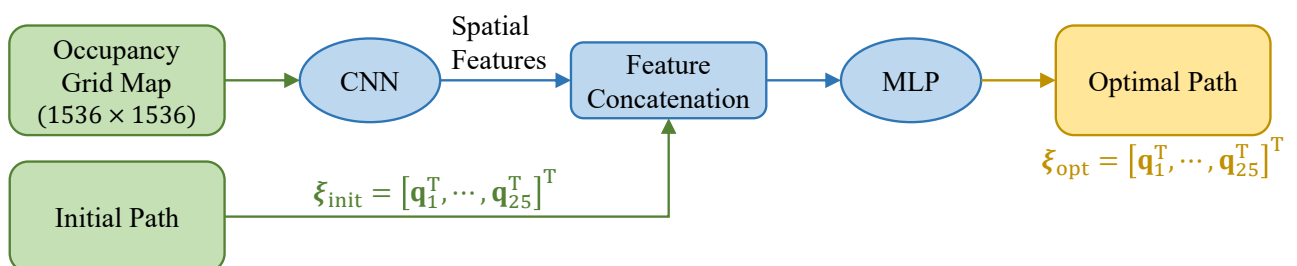 Occupancy
Grid Map
(1536 × 1536)
CNN
Spatial
Features
Feature
Concatenation
MLP
Optimal Path
ξ_opt = [q_1^T, ⋯, q_25^T]^T
Initial Path
ξ_init = [q_1^T, ⋯, q_25^T]^T